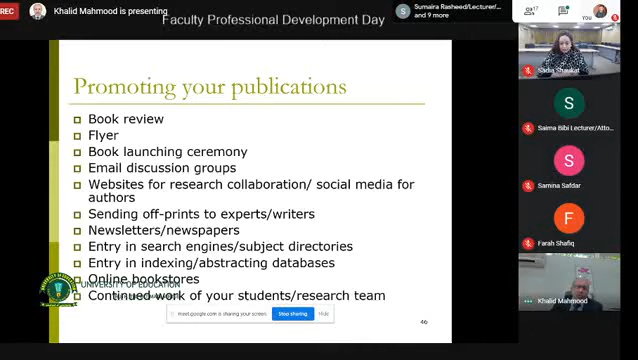 REC
Khalid Mahmood is presenting
Faculty Professional Development Day
Sumaira Rasheed/Lecturer/...
and 9 more
17
You
Promoting your publications
Book review
Flyer
Book launching ceremony
Email discussion groups
Websites for research collaboration/ social media for
authors
Sending off-prints to experts/writers
Newsletters/newspapers
Entry in search engines/subject directories
Entry in indexing/abstracting databases
Online bookstores
UNIVERSITY OF EDUCATION
Continued work of your students/research team
meet.google.com is sharing your screen.
Stop sharing
Hide
46
Sadia Shaukat
S
Saima Bibi Lecturer/Atto...
S
Samina Safdar
F
Farah Shafiq
Khalid Mahmood